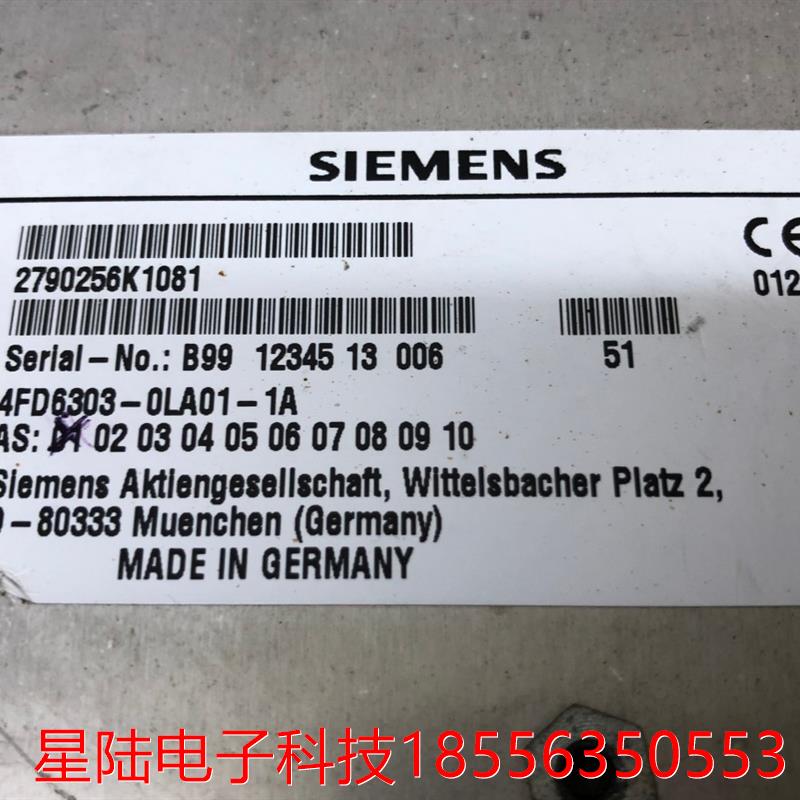 SIEMENS
CE
2790256K1081
012
Serial-No.: B99 12345 13 006
51
4FD6303-0LA01-1A
AS: 01 02 03 04 05 06 07 08 09 10
Siemens Aktiengesellschaft, Wittelsbacher Platz 2,
D-80333 Muenchen (Germany)
MADE IN GERMANY
星陆电子科技18556350553